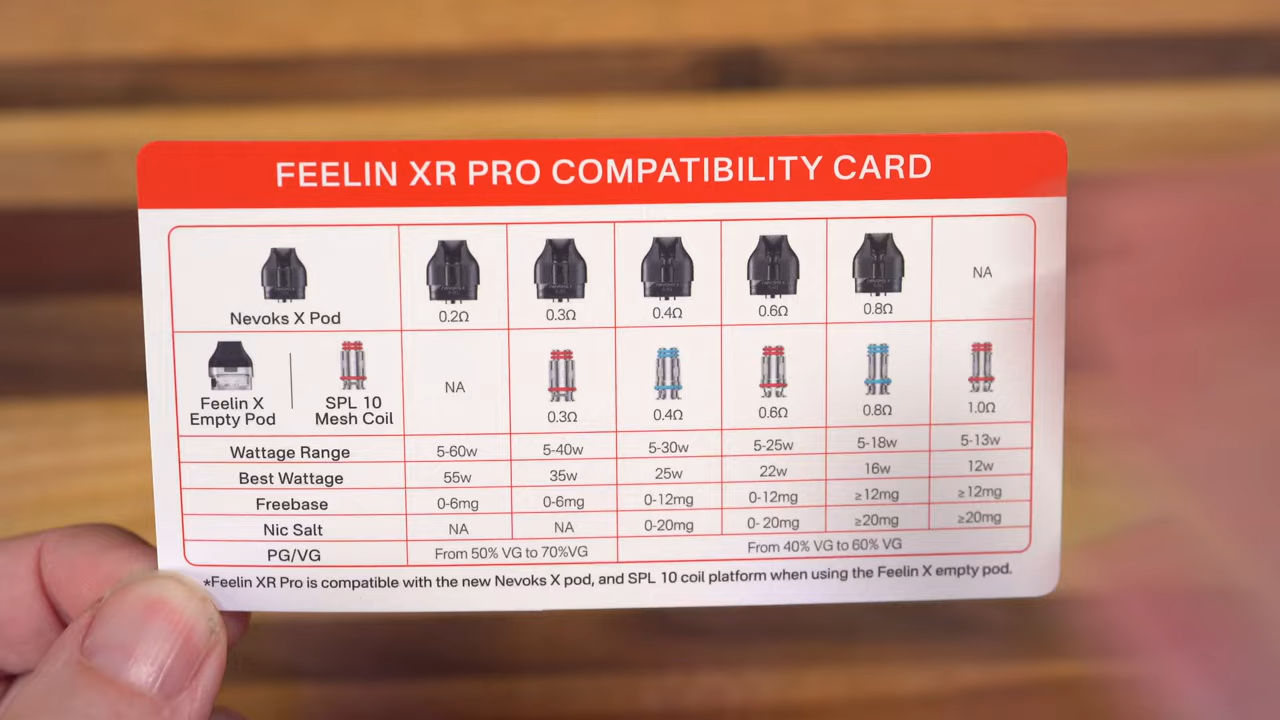 FEELIN XR PRO COMPATIBILITY CARD
Nevoks X Pod 0.2Ω 0.3Ω 0.4Ω 0.6Ω 0.8Ω NA
Feelin X Empty Pod SPL 10 Mesh Coil NA 0.3Ω 0.4Ω 0.6Ω 0.8Ω 1.0Ω
Wattage Range 5-60w 5-40w 5-30w 5-25w 5-18w 5-13w
Best Wattage 55w 35w 25w 22w 16w 12w
Freebase 0-6mg 0-6mg 0-12mg 0-12mg ≥12mg ≥12mg
Nic Salt NA NA 0-20mg 0- 20mg ≥20mg ≥20mg
PG/VG From 50% VG to 70%VG From 40% VG to 60% VG
*Feelin XR Pro is compatible with the new Nevoks X pod, and SPL 10 coil platform when using the Feelin X empty pod.